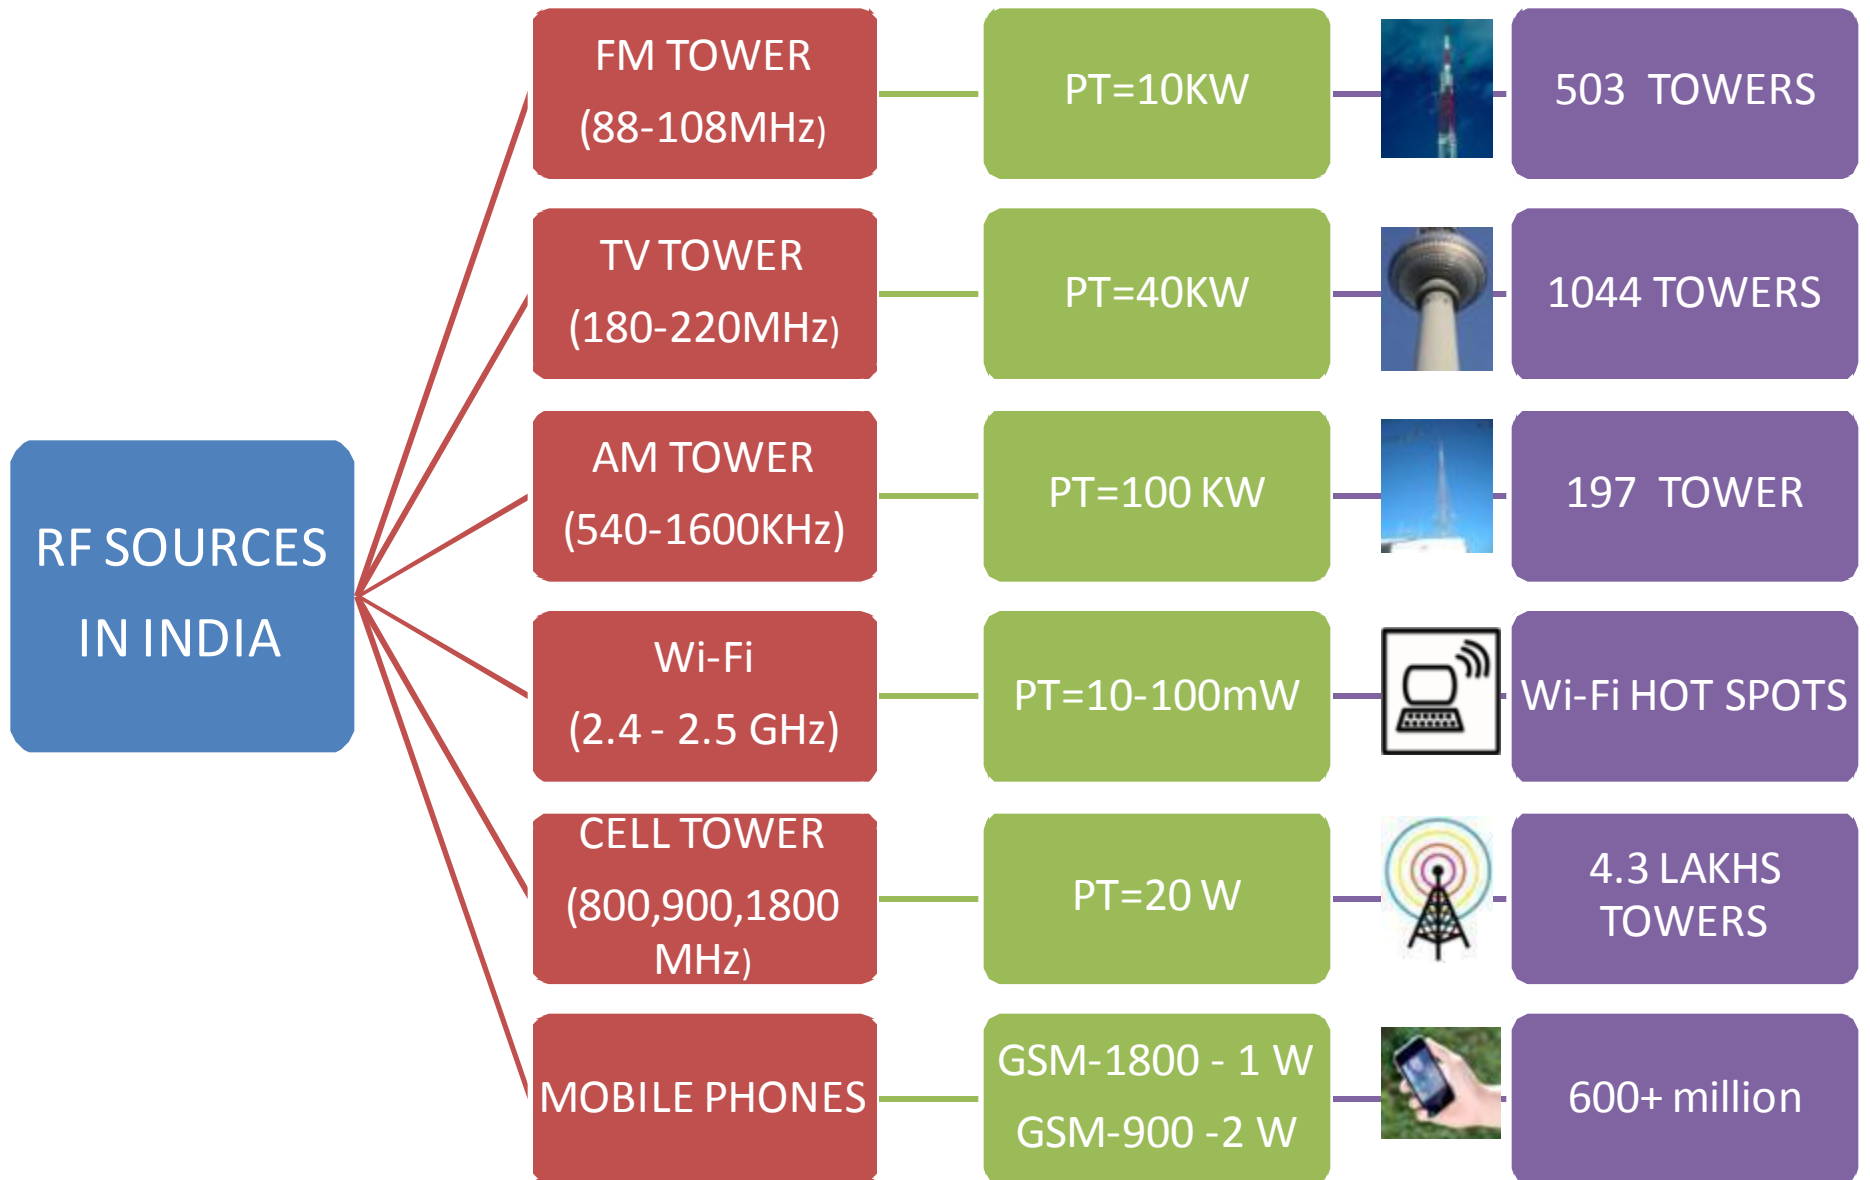 RF SOURCES
IN INDIA
FM TOWER
(88-108MHz)
PT=10KW
503 TOWERS
TV TOWER
(180-220MHz)
PT=40KW
1044 TOWERS
AM TOWER
(540-1600KHz)
PT=100 KW
197 TOWER
Wi-Fi
(2.4 - 2.5 GHz)
PT=10-100mW
Wi-Fi HOT SPOTS
CELL TOWER
(800,900,1800
MHz)
PT=20 W
4.3 LAKHS
TOWERS
MOBILE PHONES
GSM-1800 - 1 W
GSM-900 -2 W
600+ million